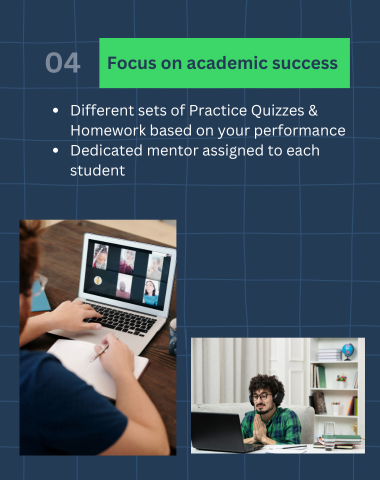 04
Focus on academic success
• Different sets of Practice Quizzes &
Homework based on your performance
• Dedicated mentor assigned to each
student